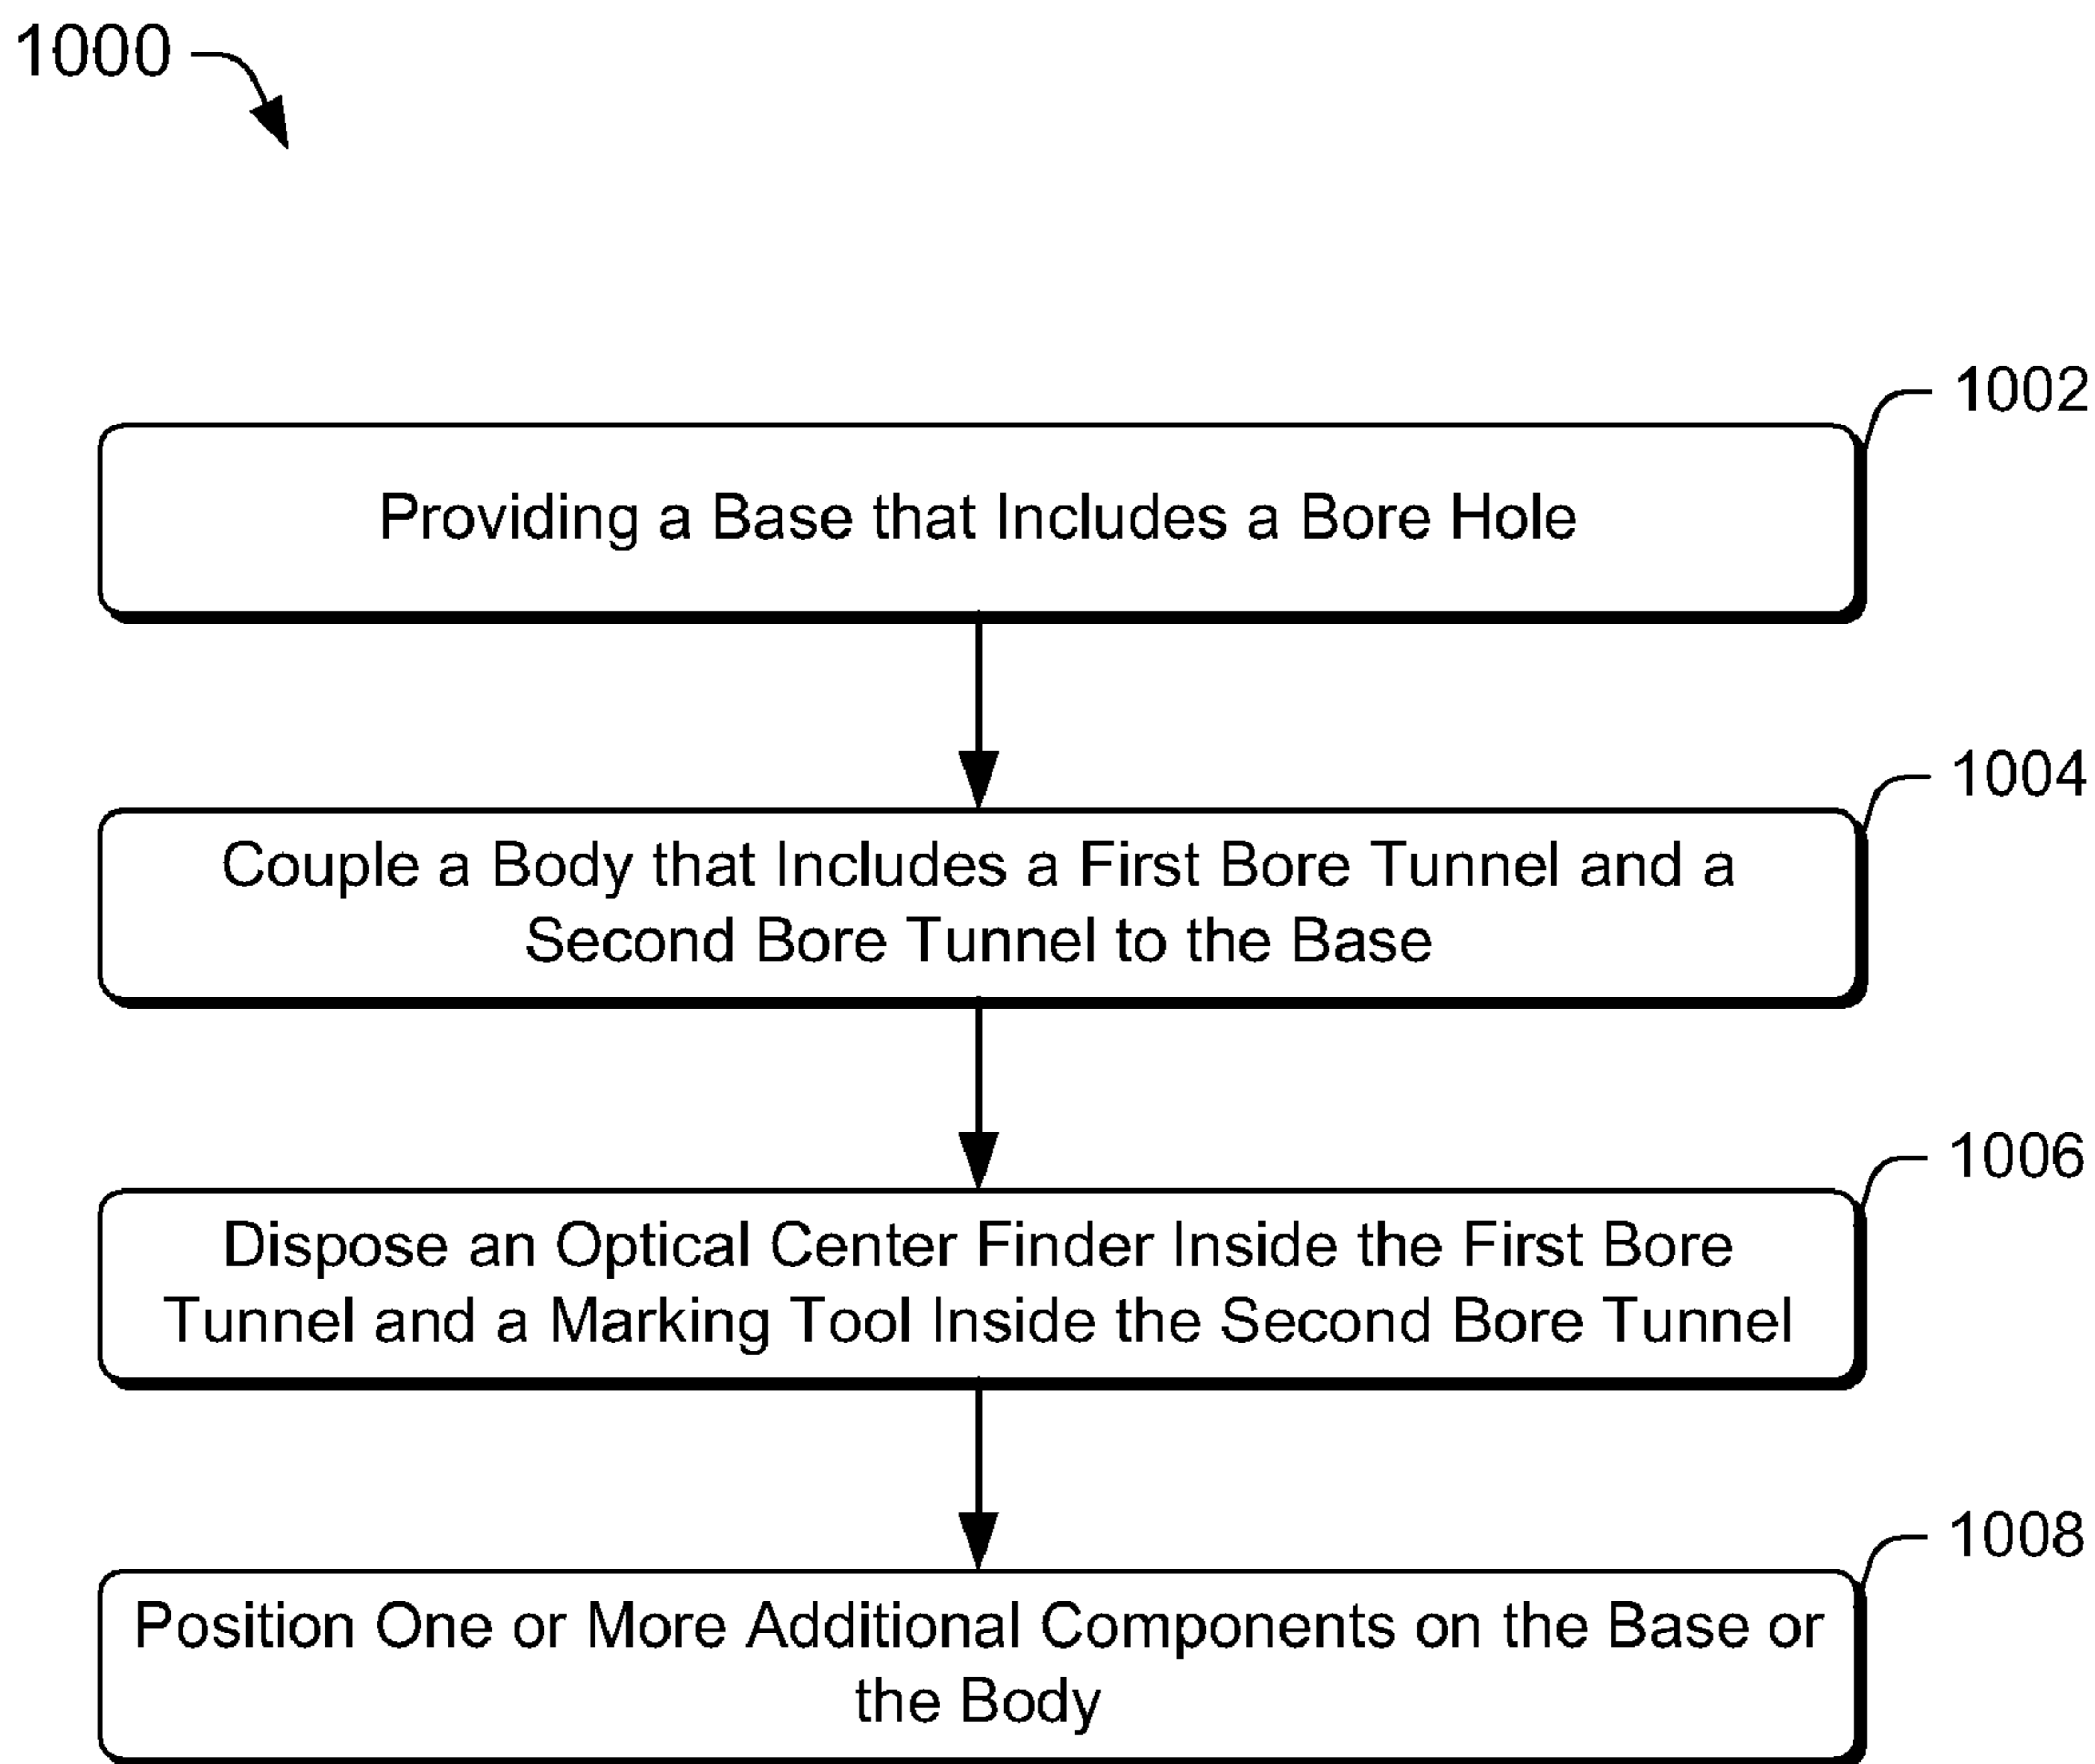 1000
1002
Providing a Base that Includes a Bore Hole
1004
Couple a Body that Includes a First Bore Tunnel and a
Second Bore Tunnel to the Base
1006
Dispose an Optical Center Finder Inside the First Bore
Tunnel and a Marking Tool Inside the Second Bore Tunnel
1008
Position One or More Additional Components on the Base or
the Body